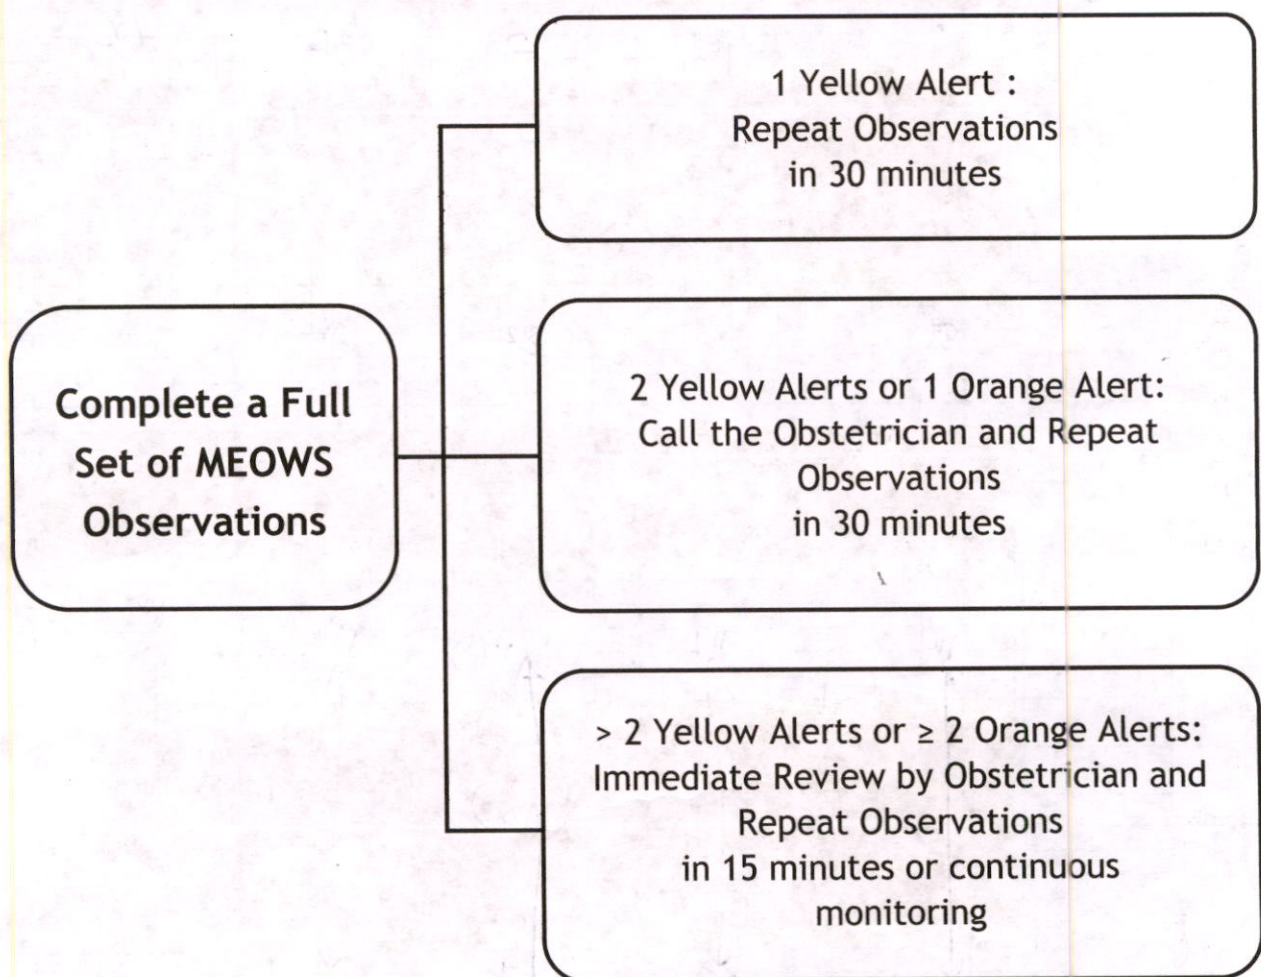 1 Yellow Alert :
Repeat Observations
in 30 minutes
Complete a Full
Set of MEOWS
Observations
2 Yellow Alerts or 1 Orange Alert:
Call the Obstetrician and Repeat
Observations
in 30 minutes
> 2 Yellow Alerts or ≥ 2 Orange Alerts:
Immediate Review by Obstetrician and
Repeat Observations
in 15 minutes or continuous
monitoring